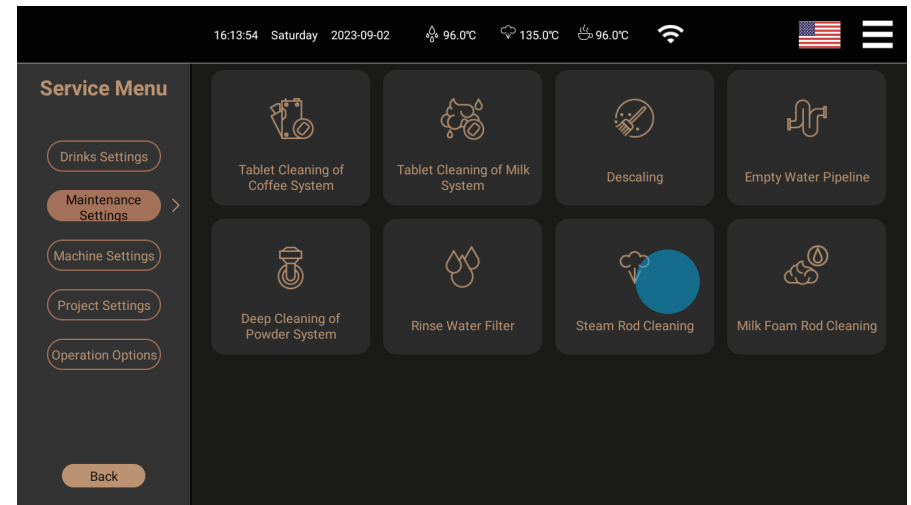 16:13:54 Saturday 2023-09-02 96.0℃ 135.0℃ 96.0℃
Service Menu
Drinks Settings
Maintenance
Settings
Machine Settings
Project Settings
Operation Options
Back
Tablet Cleaning of
Coffee System
Tablet Cleaning of Milk
System
Descaling
Empty Water Pipeline
Deep Cleaning of
Powder System
Rinse Water Filter
Steam Rod Cleaning
Milk Foam Rod Cleaning